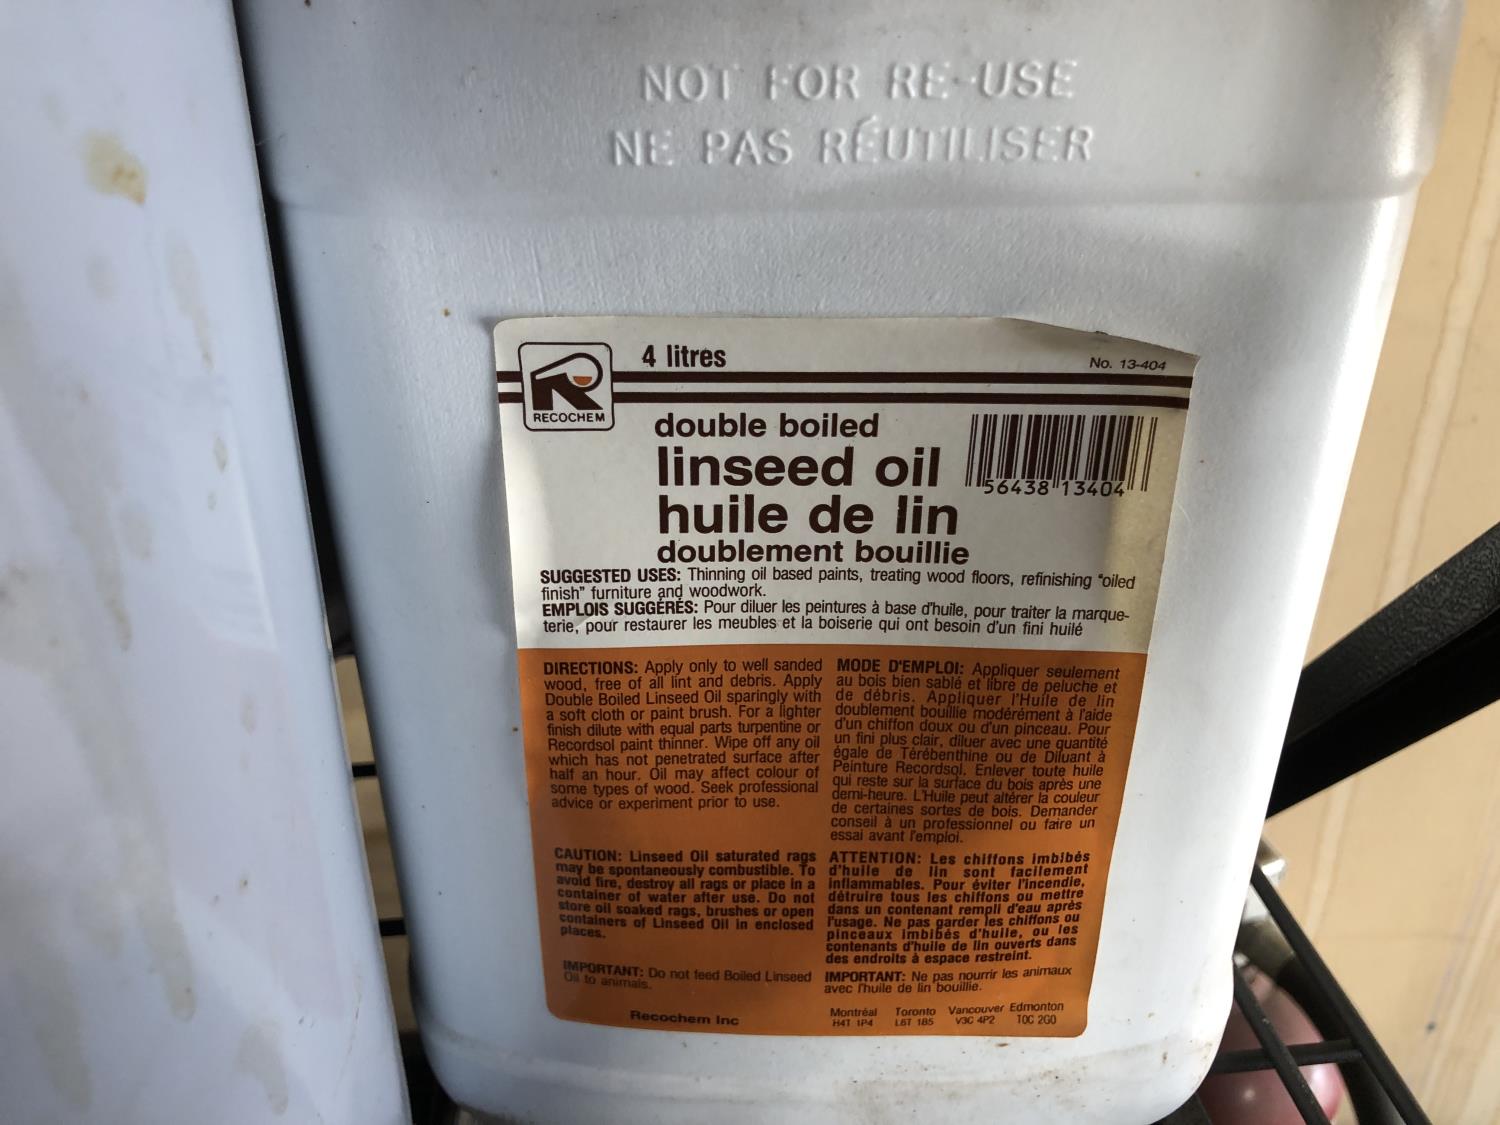 NOT FOR RE-USE
NE PAS RÉUTILISER
4 litres
No. 13-404
RECOCHEM
double boiled
linseed oil
huile de lin
doublement bouillie
56438 13404
SUGGESTED USES: Thinning oil based paints, treating wood floors, refinishing "oiled
finish" furniture and woodwork.
EMPLOIS SUGGÉRÉS: Pour diluer les peintures à base d'huile, pour traiter la marque-
terie, pour restaurer les meubles et la boiserie qui ont besoin d'un fini huilé
DIRECTIONS: Apply only to well sanded
wood, free of all lint and debris. Apply
Double Boiled Linseed Oil sparingly with
a soft cloth or paint brush. For a lighter
finish dilute with equal parts turpentine or
Recordsol paint thinner. Wipe off any oil
which has not penetrated surface after
half an hour. Oil may affect colour of
some types of wood. Seek professional
advice or experiment prior to use.
MODE D'EMPLOI: Appliquer seulement
au bois bien sablé et libre de peluche et
de débris. Appliquer l'Huile de lin
doublement bouillie modérément à l'aide
d'un chiffon doux ou d'un pinceau. Pour
un fini plus clair, diluer avec une quantité
égale de Térébenthine ou de Diluant à
Peinture Recordsol. Enlever toute huile
qui reste sur la surface du bois après une
demi-heure. L'Huile peut altérer la couleur
de certaines sortes de bois. Demander
conseil à un professionnel ou faire un
essai avant l'emploi.
CAUTION: Linseed Oil saturated rags
may be spontaneously combustible. To
avoid fire, destroy all rags or place in a
container of water after use. Do not
store oil soaked rags, brushes or open
containers of Linseed Oil in enclosed
places.
ATTENTION: Les chiffons imbibés
d'huile de lin sont facilement
inflammables. Pour éviter l'incendie,
détruire tous les chiffons ou mettre
dans un contenant rempli d'eau après
l'usage. Ne pas garder les chiffons ou
pinceaux imbibés d'huile, ou les
contenants d'huile de lin ouverts dans
des endroits à espace restreint.
IMPORTANT: Do not feed Boiled Linseed
Oil to animals.
IMPORTANT: Ne pas nourrir les animaux
avec l'huile de lin bouillie.
Recochem Inc
Montréal Toronto Vancouver Edmonton
H4T 1P4 L6T 1B5 V3C 4P2 T0C 2G0